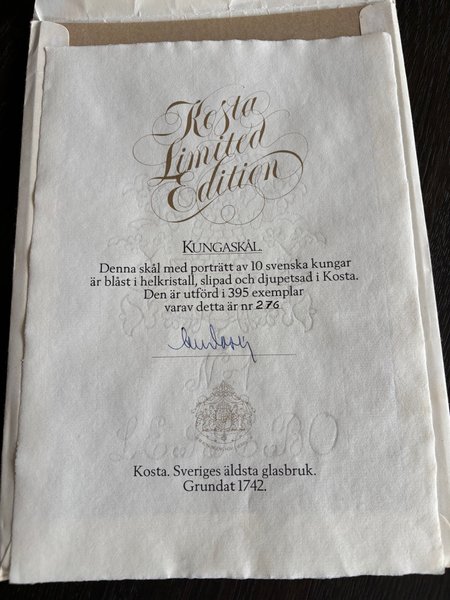 Kosta
Limited
Edition
KUNGASKÅL.
Denna skål med porträtt av 10 svenska kungar
är blåst i helkristall, slipad och djupetsad i Kosta.
Den är utförd i 395 exemplar
varav detta är nr 276
Kosta. Sveriges äldsta glasbruk.
Grundat 1742.